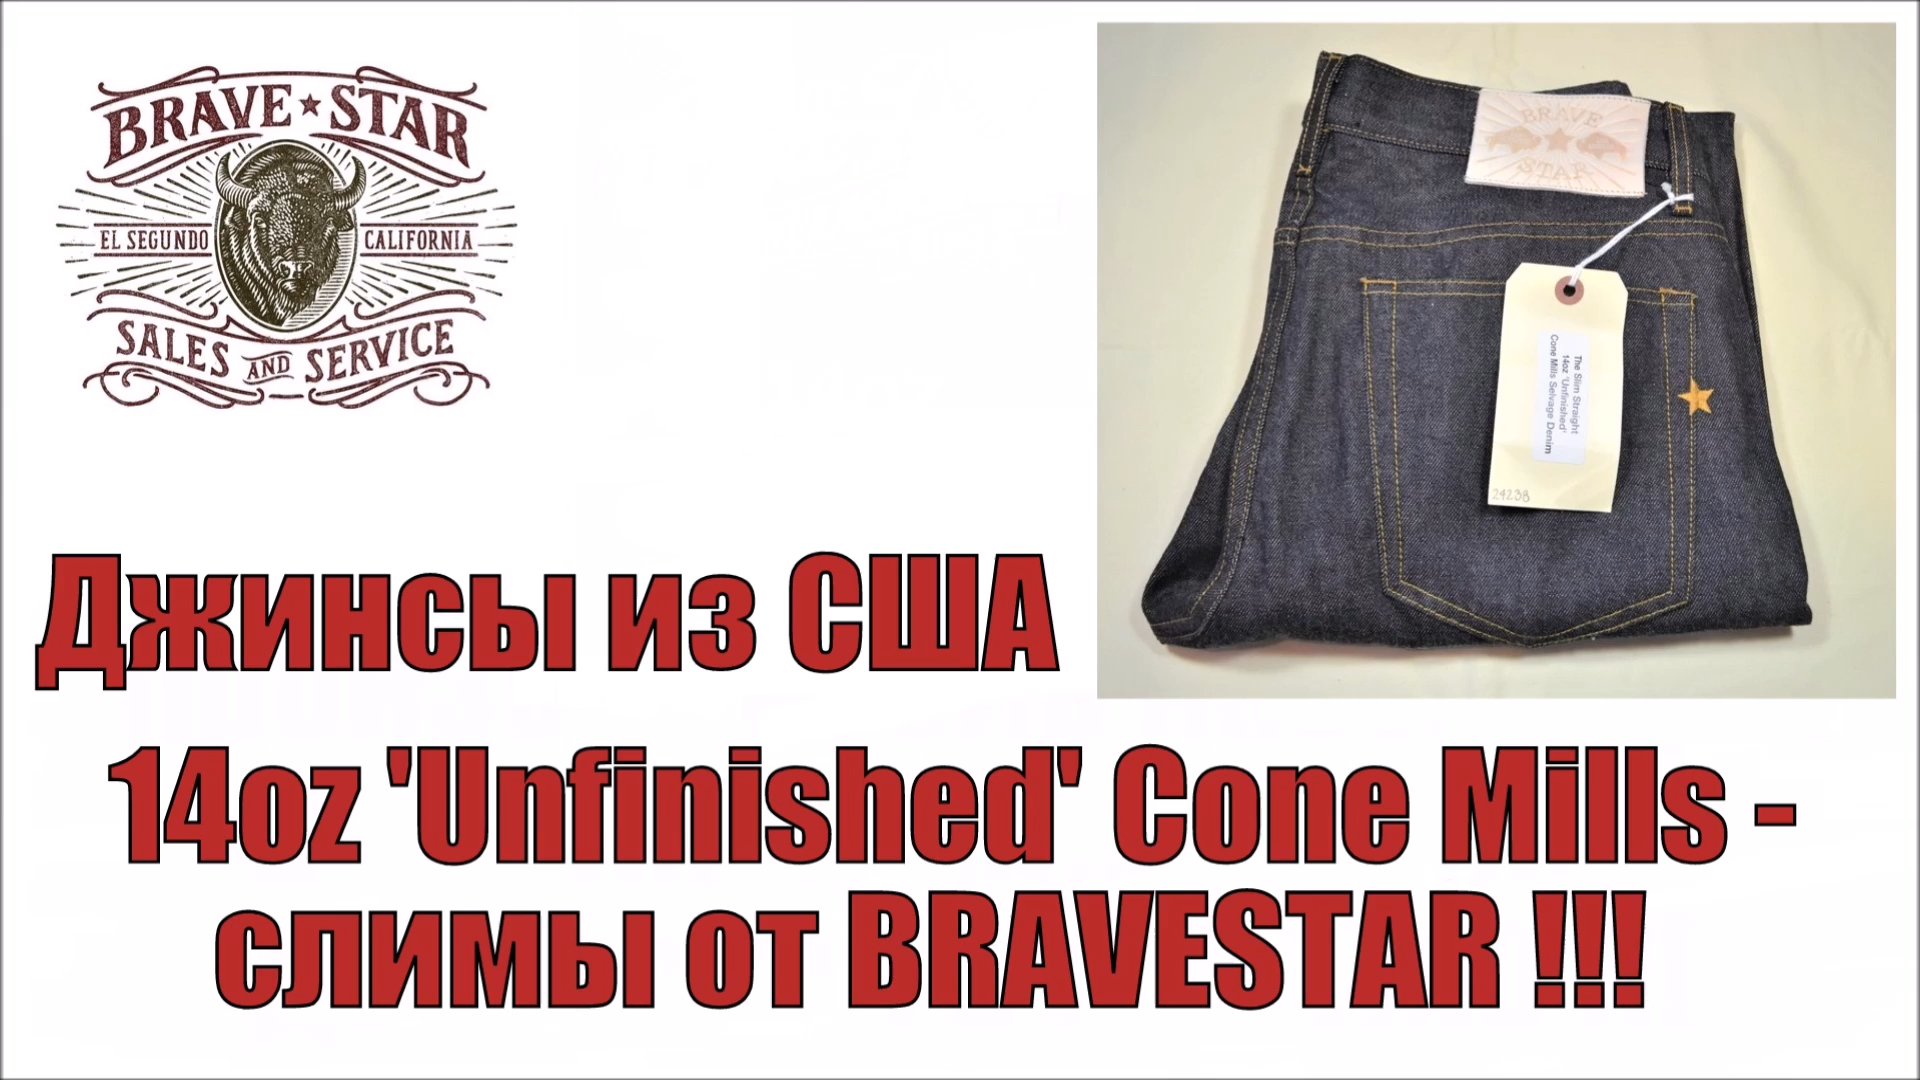 BRAVE★STAR
EL SEGUNDO CALIFORNIA
SALES AND SERVICE
BRAVE
★
STAR
The Slim Straight
14oz 'Unfinished'
Cone Mills Selvage Denim
24238
Джинсы из США
14oz 'Unfinished' Cone Mills -
слимы от BRAVESTAR !!!